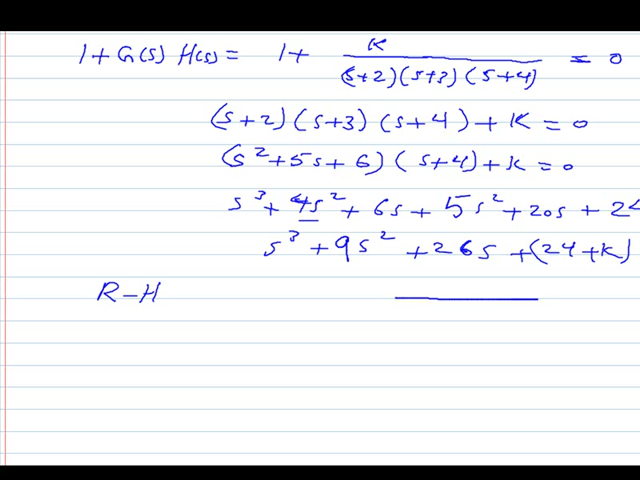 1 + G(s) H(s) = 1 + K / (s+2)(s+3)(s+4) = 0
(s+2)(s+3)(s+4) + K = 0
(s² + 5s + 6)(s+4) + K = 0
s³ + 4s² + 6s + 5s² + 20s + 24
s³ + 9s² + 26s + (24 + K)
R-H